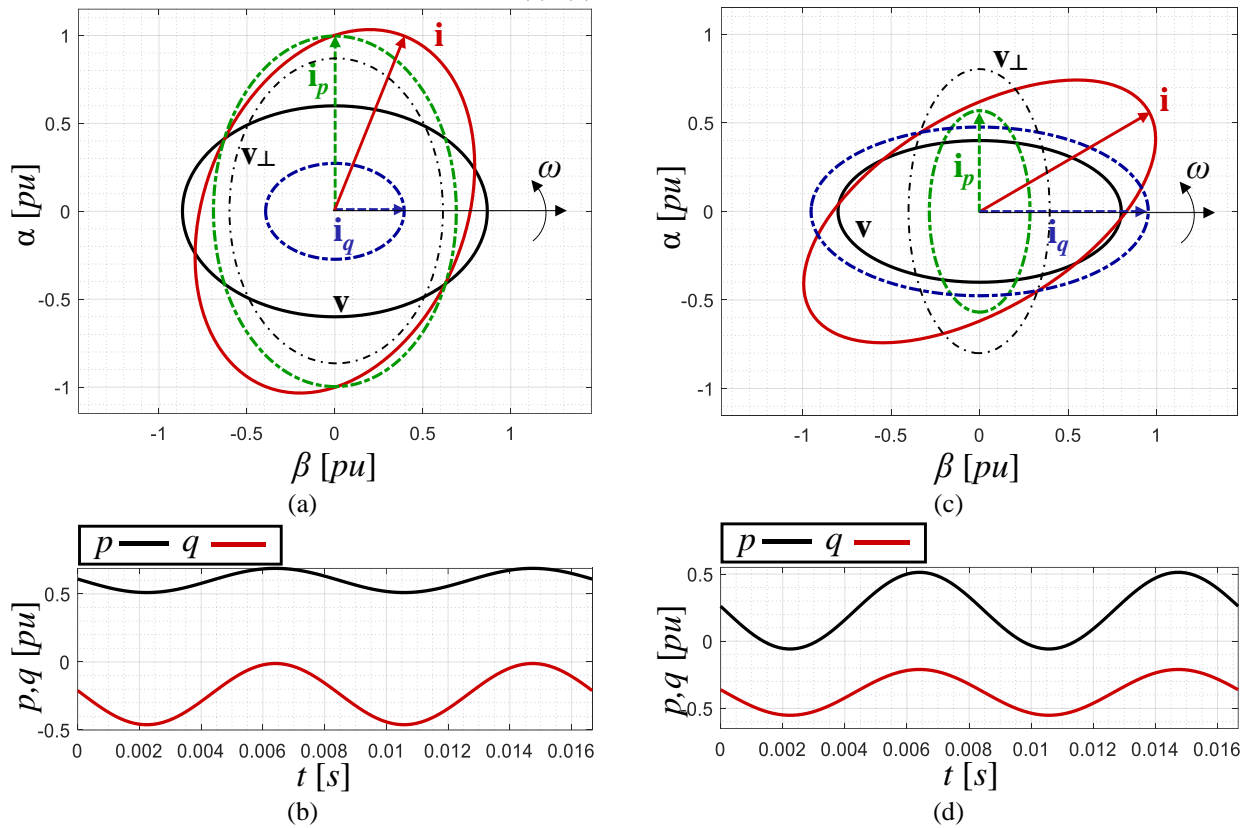 α [pu]
1
0.5
0
-0.5
-1
-1
-0.5
0
0.5
1
β [pu]
i
i_p
v⊥
i_q
v
ω
(a)
α [pu]
1
0.5
0
-0.5
-1
-1
-0.5
0
0.5
1
β [pu]
v⊥
i
i_p
v
i_q
ω
(c)
p q
p,q [pu]
0.5
0
-0.5
0 0.002 0.004 0.006 0.008 0.01 0.012 0.014 0.016
t [s]
(b)
p q
p,q [pu]
0.5
0
-0.5
0 0.002 0.004 0.006 0.008 0.01 0.012 0.014 0.016
t [s]
(d)